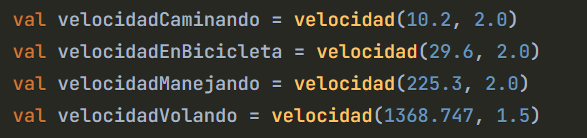 val velocidadCaminando = velocidad(10.2, 2.0)
val velocidadEnBicicleta = velocidad(29.6, 2.0)
val velocidadManejando = velocidad(225.3, 2.0)
val velocidadVolando = velocidad(1368.747, 1.5)